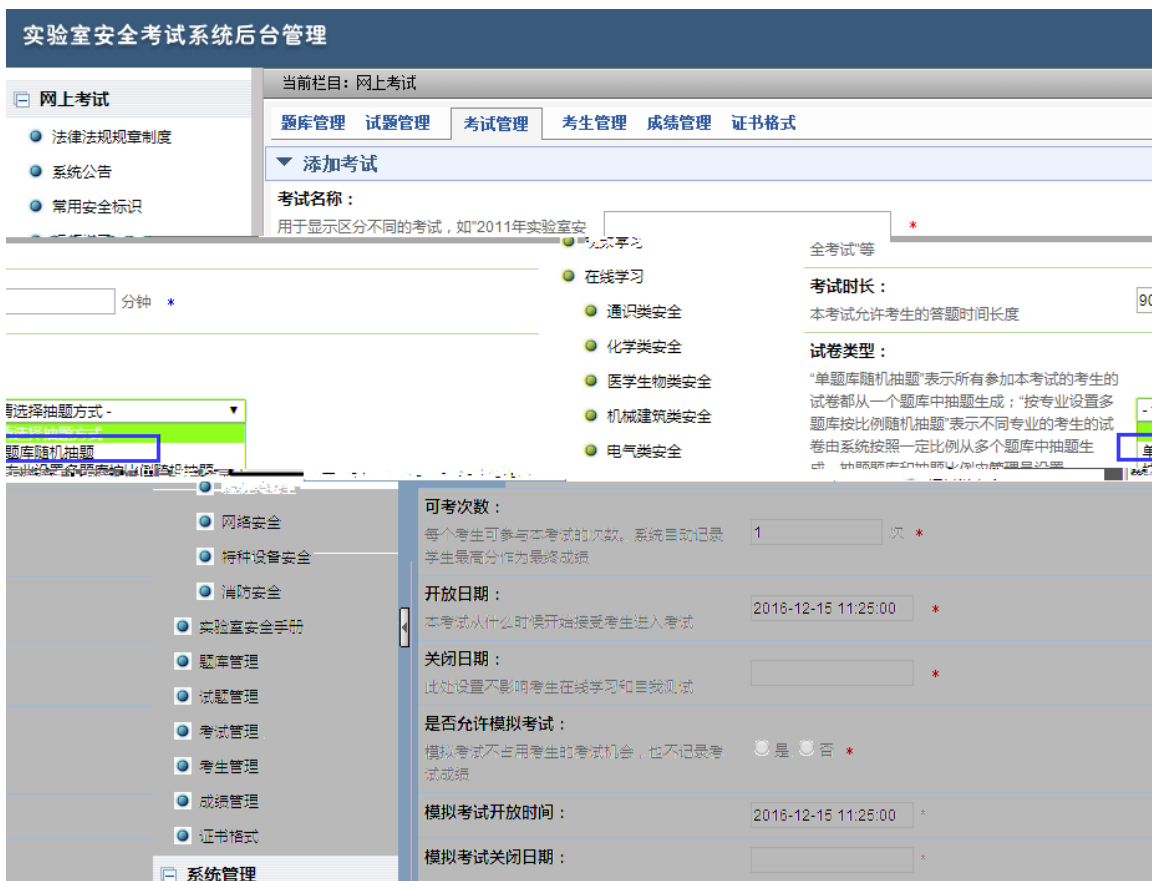 实验室安全考试系统后台管理
网上考试
法律法规规章制度
系统公告
常用安全标识
当前栏目：网上考试
题库管理 试题管理 考试管理 考生管理 成绩管理 证书格式
添加考试
考试名称：
用于显示区分不同的考试，如"2011年实验室安 *
分钟 *
请选择抽题方式 -
请选择抽题方式
题库随机抽题
在线学习
通识类安全
化学类安全
医学生物类安全
机械建筑类安全
电气类安全
全考试"等
考试时长：
本考试允许考生的答题时间长度
90
试卷类型：
"单题库随机抽题"表示所有参加本考试的考生的
试卷都从一个题库中抽题生成；"按专业设置多
题库按比例随机抽题"表示不同专业的考生的试
卷由系统按照一定比例从多个题库中抽题生
单
网络安全
特种设备安全
消防安全
实验室安全手册
题库管理
试题管理
考试管理
考生管理
成绩管理
证书格式
系统管理
可考次数：
每个考生可参与本考试的次数。系统自动记录
学生最高分作为最终成绩
1 次 *
开放日期：
本考试从什么时候开始接受考生进入考试
2016-12-15 11:25:00 *
关闭日期：
此处设置不影响考生在线学习和自我测试
*
是否允许模拟考试：
模拟考试不占用考生的考试机会，也不记录考
试成绩
是 否 *
模拟考试开放时间：
2016-12-15 11:25:00 *
模拟考试关闭日期：
*